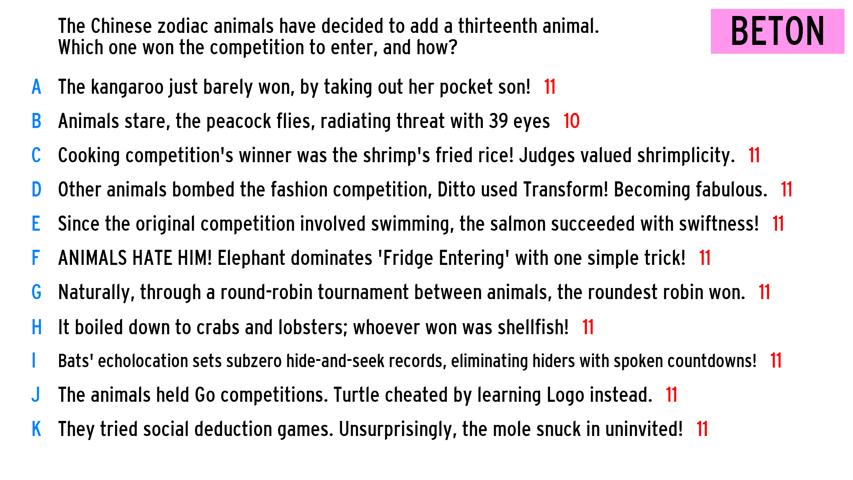 The Chinese zodiac animals have decided to add a thirteenth animal.
Which one won the competition to enter, and how?
BETON
A The kangaroo just barely won, by taking out her pocket son! 11
B Animals stare, the peacock flies, radiating threat with 39 eyes 10
C Cooking competition's winner was the shrimp's fried rice! Judges valued shrimplicity. 11
D Other animals bombed the fashion competition, Ditto used Transform! Becoming fabulous. 11
E Since the original competition involved swimming, the salmon succeeded with swiftness! 11
F ANIMALS HATE HIM! Elephant dominates 'Fridge Entering' with one simple trick! 11
G Naturally, through a round-robin tournament between animals, the roundest robin won. 11
H It boiled down to crabs and lobsters; whoever won was shellfish! 11
I Bats' echolocation sets subzero hide-and-seek records, eliminating hiders with spoken countdowns! 11
J The animals held Go competitions. Turtle cheated by learning Logo instead. 11
K They tried social deduction games. Unsurprisingly, the mole snuck in uninvited! 11